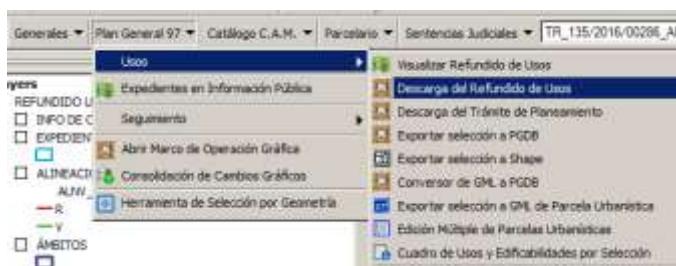 Generales Plan General 97 Catálogo C.A.M. Parcelario Sentencias Judiciales TR_135/2016/00286_
Usos
Expedientes en Información Pública
Seguimiento
Abrir Marco de Operación Gráfica
Consolidación de Cambios Gráficos
Herramienta de Selección por Geometría
Visualizar Refundido de Usos
Descarga del Refundido de Usos
Descarga del Trámite de Planeamiento
Exportar selección a PGDB
Exportar selección a Shape
Conversor de GML a PGDB
Exportar selección a GML de Parcela Urbanística
Edición Múltiple de Parcelas Urbanísticas
Cuadro de Usos y Edificabilidades por Selección
yers
REFUNDIDO U
INFO DE C
EXPEDIEN
ALINEACIO
ALINV_
R
V
ÁMBITOS